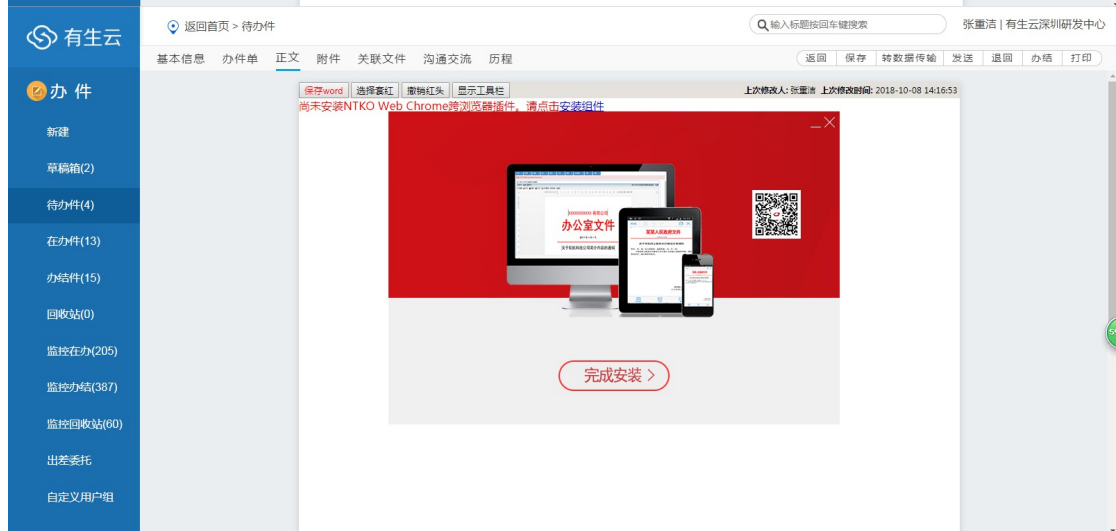 有生云
返回首页 > 待办件
输入标题按回车键搜索
张重洁 | 有生云深圳研发中心
基本信息 办件单 正文 附件 关联文件 沟通交流 历程
返回 保存 转数据传输 发送 退回 办结 打印
办 件
新建
草稿箱(2)
待办件(4)
在办件(13)
办结件(15)
回收站(0)
监控在办(205)
监控办结(387)
监控回收站(60)
出差委托
自定义用户组
保存word 选择套红 撤销红头 显示工具栏
上次修改人: 张重洁 上次修改时间: 2018-10-08 14:16:53
尚未安装NTKO Web Chrome跨浏览器插件。请点击安装组件
办公室文件
某某人民政府文件
完成安装 >